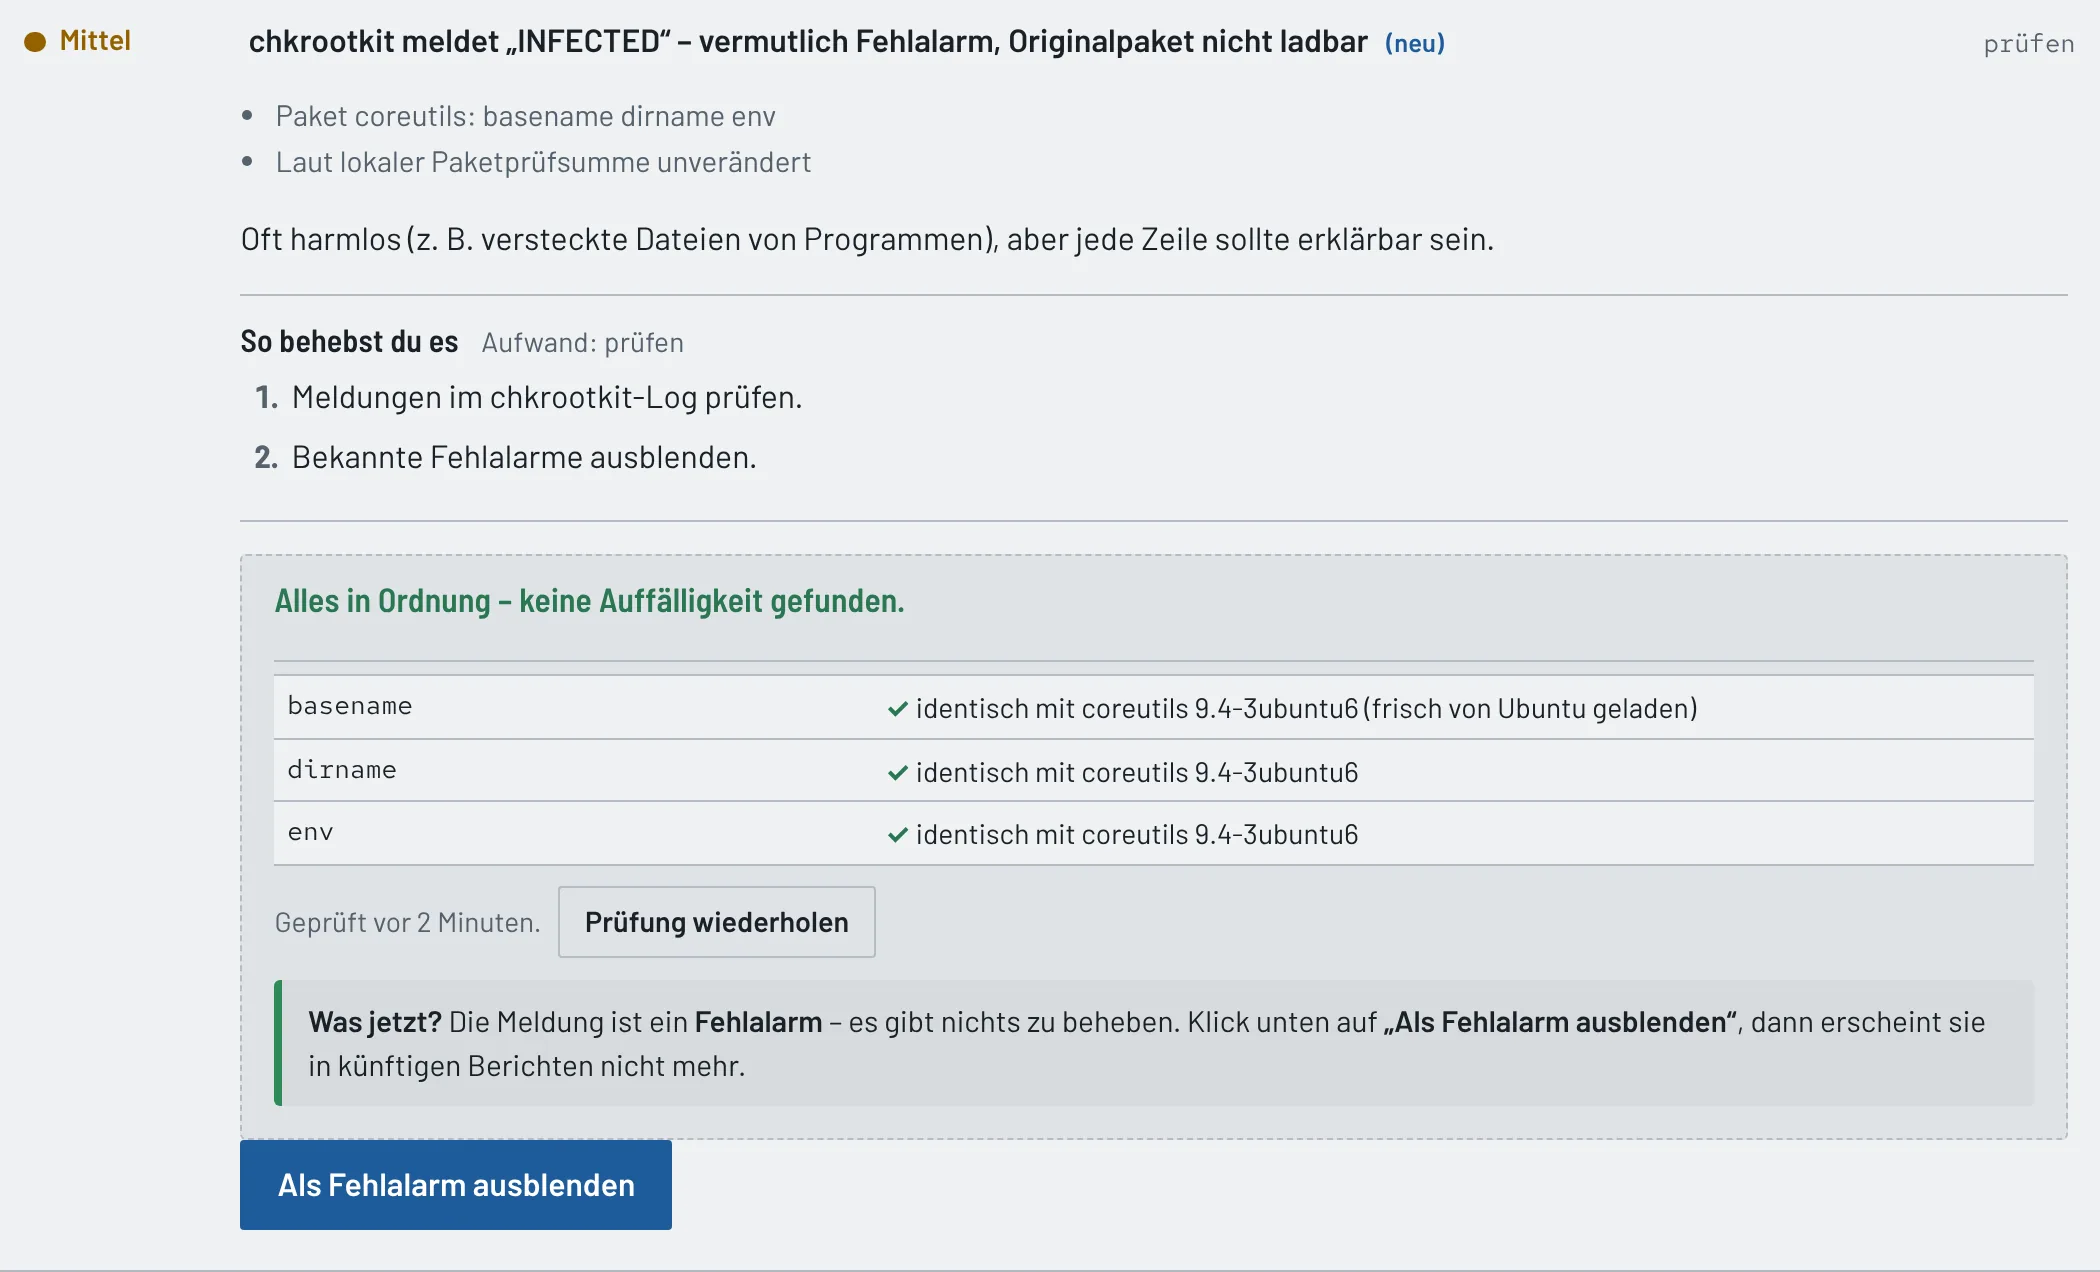 Mittel
chkrootkit meldet „INFECTED“ – vermutlich Fehlalarm, Originalpaket nicht ladbar (neu)
prüfen
• Paket coreutils: basename dirname env
• Laut lokaler Paketprüfsumme unverändert
Oft harmlos (z. B. versteckte Dateien von Programmen), aber jede Zeile sollte erklärbar sein.
So behebst du es Aufwand: prüfen
1. Meldungen im chkrootkit-Log prüfen.
2. Bekannte Fehlalarme ausblenden.
Alles in Ordnung – keine Auffälligkeit gefunden.
basename ✓ identisch mit coreutils 9.4-3ubuntu6 (frisch von Ubuntu geladen)
dirname ✓ identisch mit coreutils 9.4-3ubuntu6
env ✓ identisch mit coreutils 9.4-3ubuntu6
Geprüft vor 2 Minuten. Prüfung wiederholen
Was jetzt? Die Meldung ist ein Fehlalarm – es gibt nichts zu beheben. Klick unten auf „Als Fehlalarm ausblenden“, dann erscheint sie
in künftigen Berichten nicht mehr.
Als Fehlalarm ausblenden